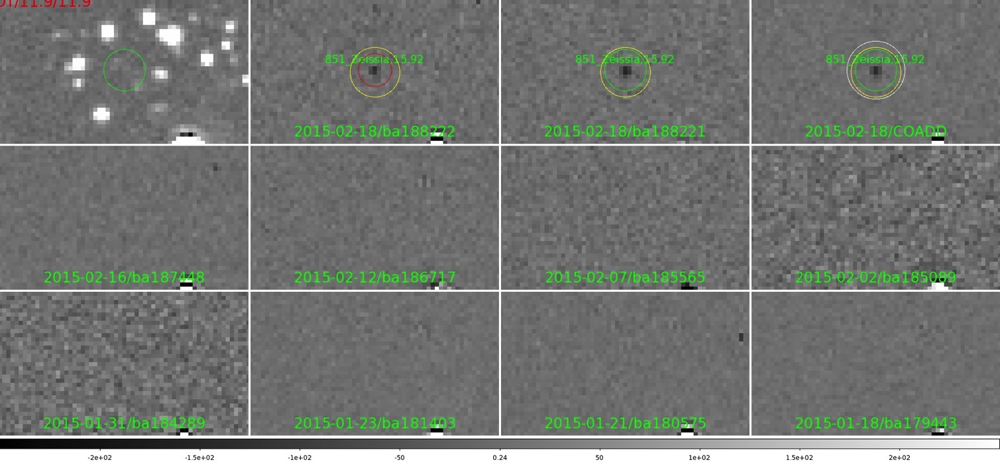 OT/11.9/11.9
851_Zeissia,15.92
851_Zeissia,15.92
851_Zeissia,15.92
2015-02-18/ba188222
2015-02-18/ba188221
2015-02-18/COADD
2015-02-16/ba187448
2015-02-12/ba186717
2015-02-07/ba185565
2015-02-02/ba185089
2015-01-31/ba184289
2015-01-23/ba181403
2015-01-21/ba180575
2015-01-18/ba179443
-2e+02 -1.5e+02 -1e+02 -50 0.24 50 1e+02 1.5e+02 2e+02